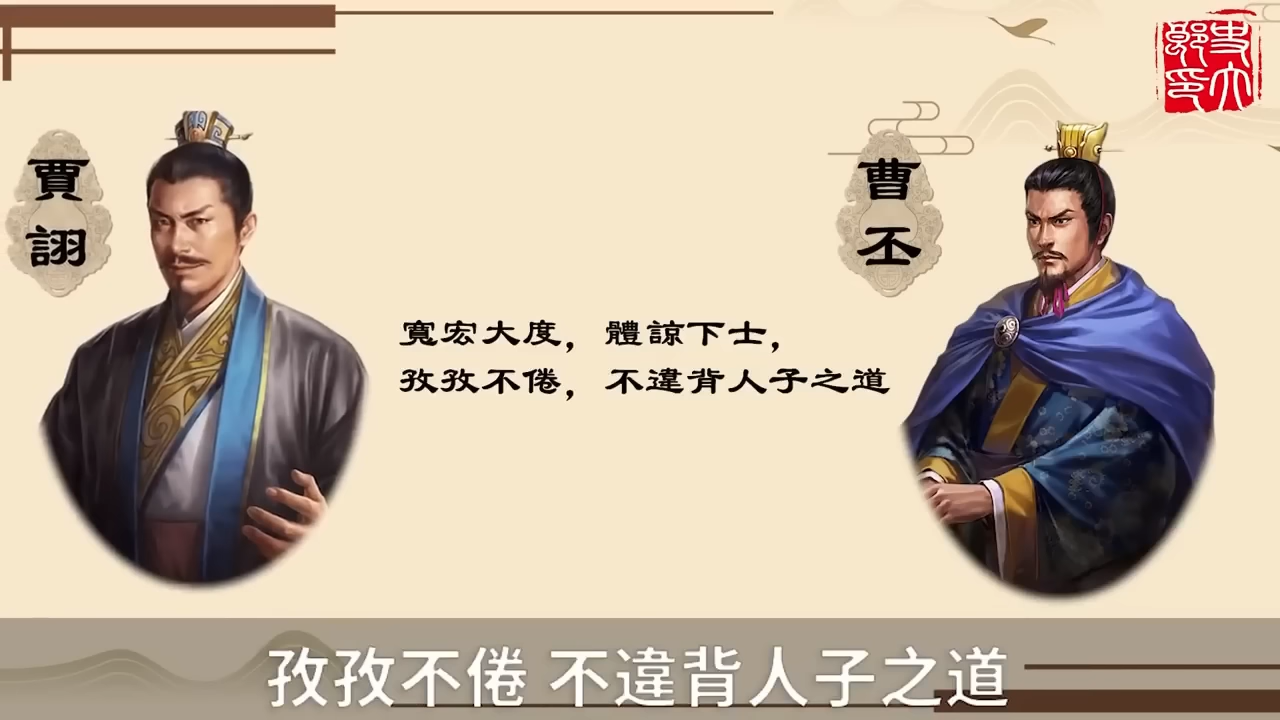 賈詡
曹丕
寬宏大度，體諒下士，
孜孜不倦，不違背人子之道
孜孜不倦 不違背人子之道